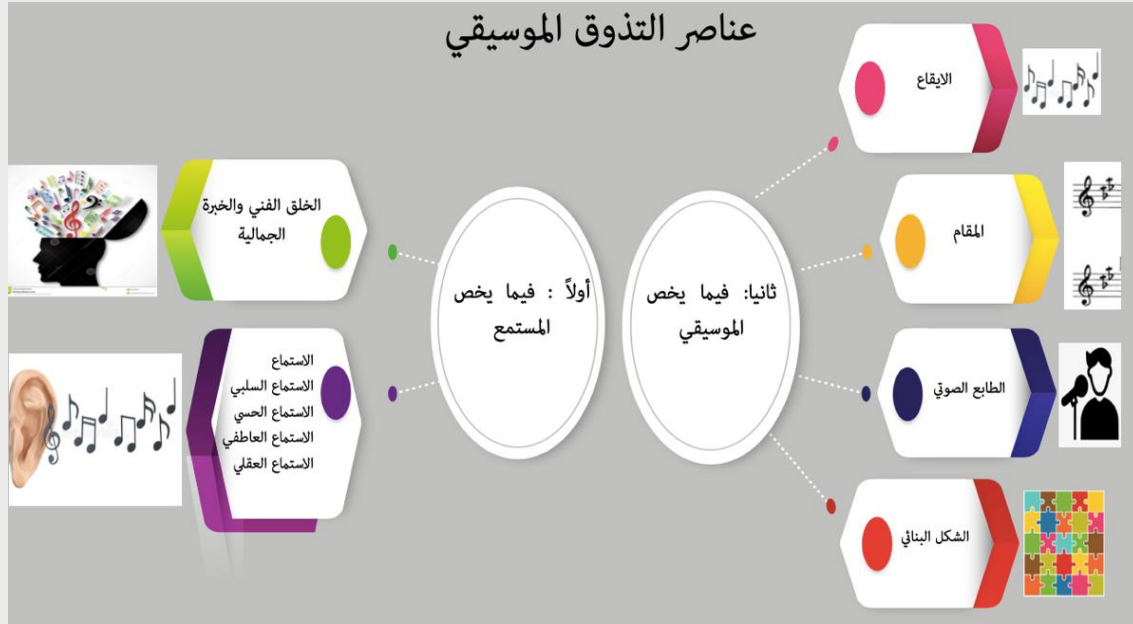 عناصر التذوق الموسيقي
أولاً : فيما يخص
المستمع
الخلق الفني والخبرة
الجمالية
الاستماع
الاستماع السلبي
الاستماع الحسي
الاستماع العاطفي
الاستماع العقلي
ثانيا: فيما يخص
الموسيقي
الايقاع
المقام
الطابع الصوتي
الشكل البنائي